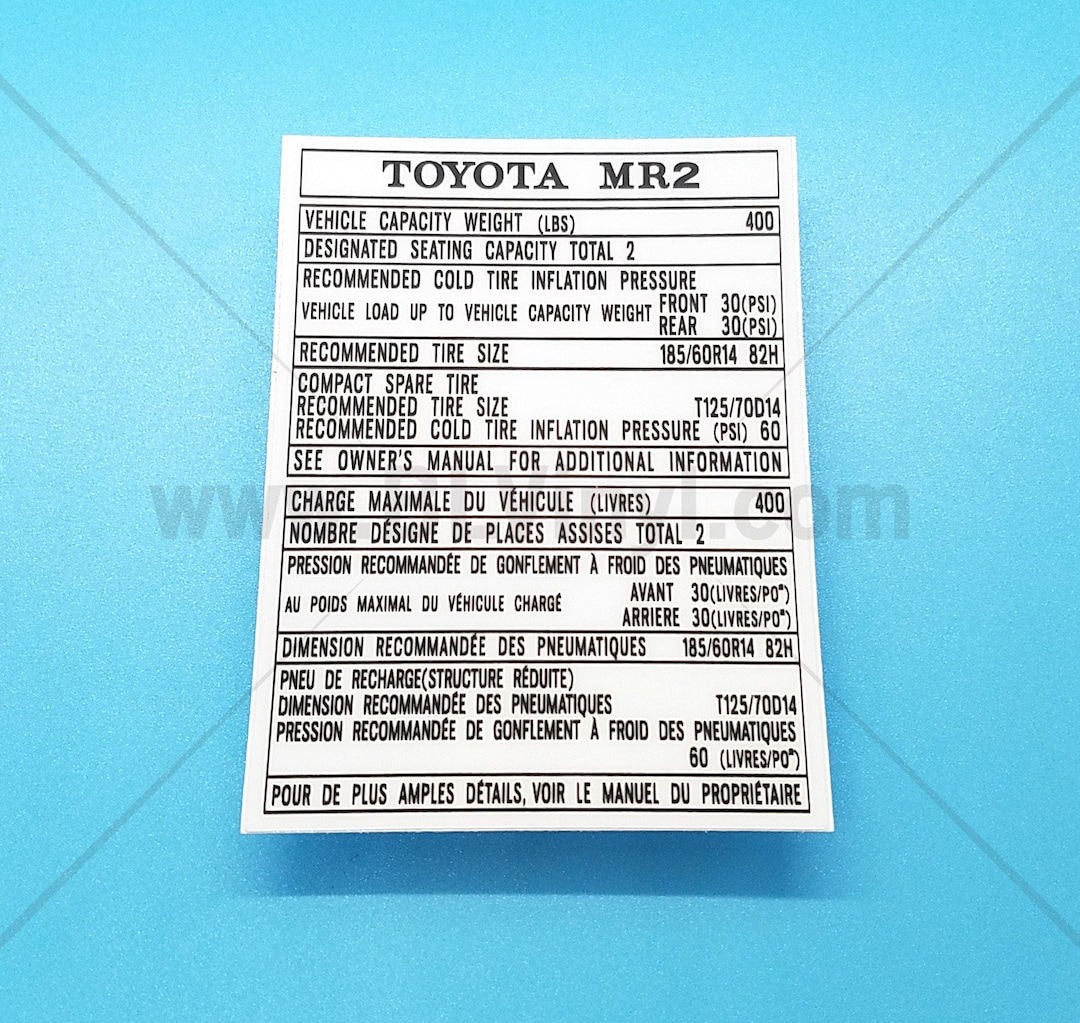 TOYOTA MR2
VEHICLE CAPACITY WEIGHT (LBS) 400
DESIGNATED SEATING CAPACITY TOTAL 2
RECOMMENDED COLD TIRE INFLATION PRESSURE
VEHICLE LOAD UP TO VEHICLE CAPACITY WEIGHT FRONT 30(PSI)
REAR 30(PSI)
RECOMMENDED TIRE SIZE 185/60R14 82H
COMPACT SPARE TIRE
RECOMMENDED TIRE SIZE T125/70D14
RECOMMENDED COLD TIRE INFLATION PRESSURE (PSI) 60
SEE OWNER'S MANUAL FOR ADDITIONAL INFORMATION
CHARGE MAXIMALE DU VÉHICULE (LIVRES) 400
NOMBRE DÉSIGNE DE PLACES ASSISES TOTAL 2
PRESSION RECOMMANDÉE DE GONFLEMENT À FROID DES PNEUMATIQUES
AU POIDS MAXIMAL DU VÉHICULE CHARGÉ AVANT 30(LIVRES/PO²)
ARRIERE 30(LIVRES/PO²)
DIMENSION RECOMMANDÉE DES PNEUMATIQUES 185/60R14 82H
PNEU DE RECHARGE(STRUCTURE RÉDUITE)
DIMENSION RECOMMANDÉE DES PNEUMATIQUES T125/70D14
PRESSION RECOMMANDÉE DE GONFLEMENT À FROID DES PNEUMATIQUES
60 (LIVRES/PO²)
POUR DE PLUS AMPLES DÉTAILS, VOIR LE MANUEL DU PROPRIÉTAIRE